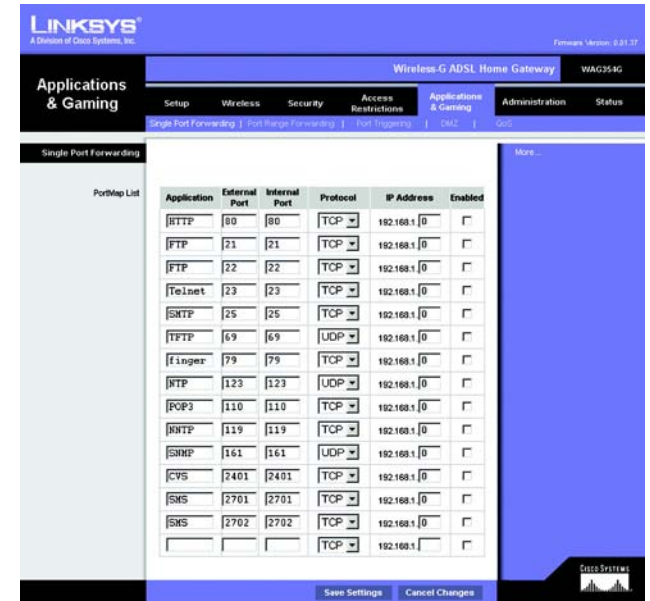 LINKSYS®
A Division of Cisco Systems, Inc.
Firmware Version: 0.01.37
Applications & Gaming
Wireless-G ADSL Home Gateway WAG354G
Setup Wireless Security Access Restrictions Applications & Gaming Administration Status
Single Port Forwarding | Port Range Forwarding | Port Triggering | DMZ | QoS
Single Port Forwarding
More...
PortMap List
Application External Port Internal Port Protocol IP Address Enabled
HTTP 80 80 TCP 192.168.1. 0
FTP 21 21 TCP 192.168.1. 0
FTP 22 22 TCP 192.168.1. 0
Telnet 23 23 TCP 192.168.1. 0
SMTP 25 25 TCP 192.168.1. 0
TFTP 69 69 UDP 192.168.1. 0
finger 79 79 TCP 192.168.1. 0
NTP 123 123 UDP 192.168.1. 0
POP3 110 110 TCP 192.168.1. 0
NNTP 119 119 TCP 192.168.1. 0
SNMP 161 161 UDP 192.168.1. 0
CVS 2401 2401 TCP 192.168.1. 0
SMS 2701 2701 TCP 192.168.1. 0
SMS 2702 2702 TCP 192.168.1. 0
TCP 192.168.1.
Save Settings Cancel Changes
CISCO SYSTEMS